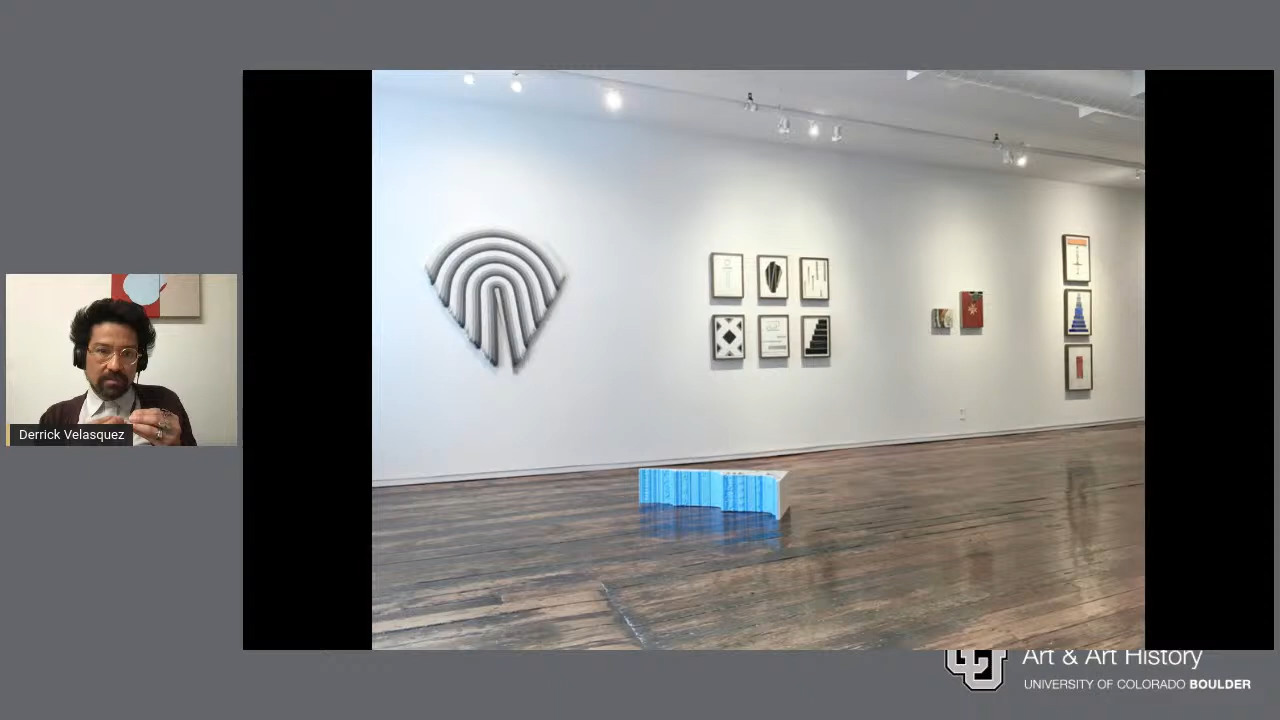 Derrick Velasquez
Art & Art History
UNIVERSITY OF COLORADO BOULDER